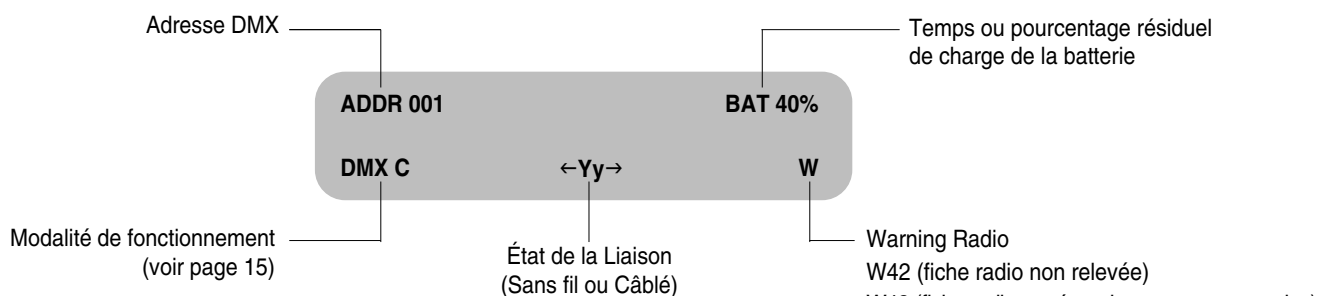 Adresse DMX
Temps ou pourcentage résiduel
de charge de la batterie
ADDR 001 BAT 40%
DMX C ←Yy→ W
Modalité de fonctionnement
(voir page 15)
État de la Liaison
(Sans fil ou Câblé)
Warning Radio
W42 (fiche radio non relevée)